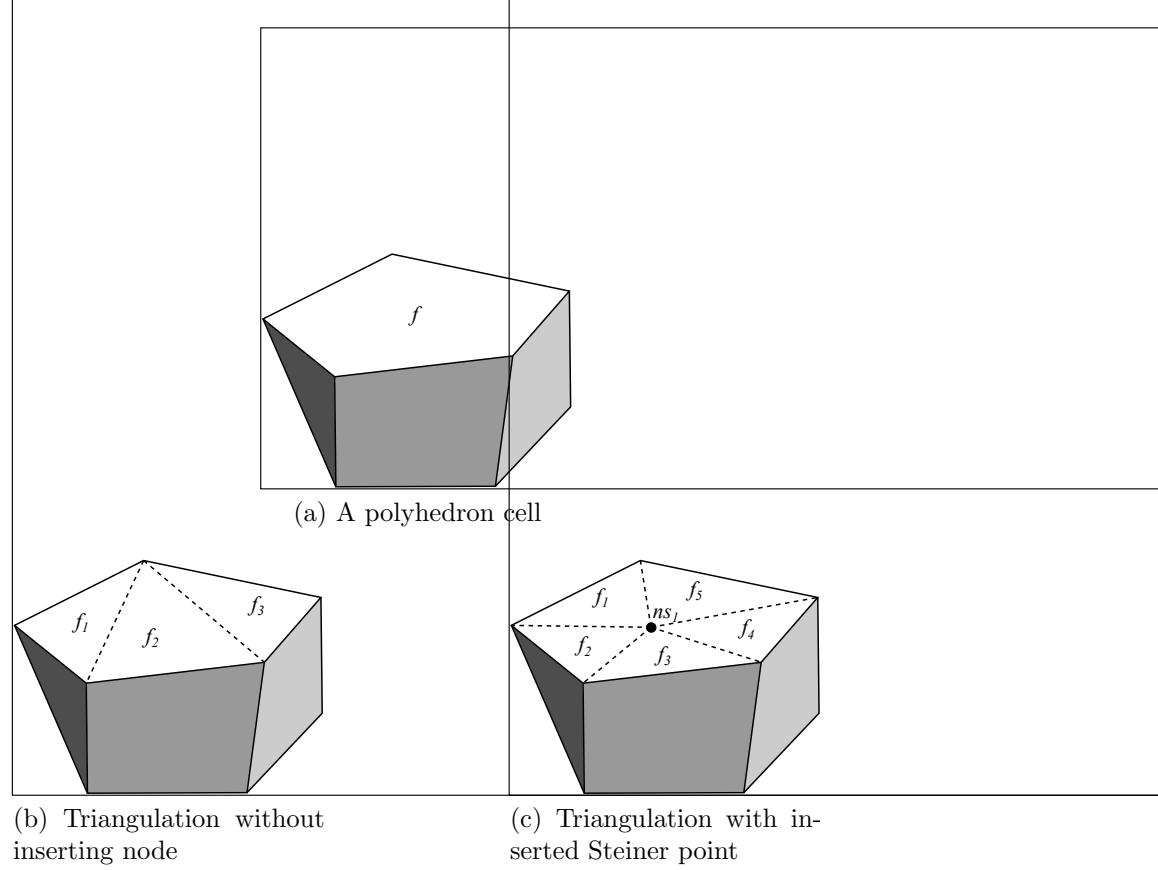 f
(a) A polyhedron cell
f1
f2
f3
(b) Triangulation without
inserting node
f1
f5
ns1
f4
f2
f3
(c) Triangulation with in-
serted Steiner point